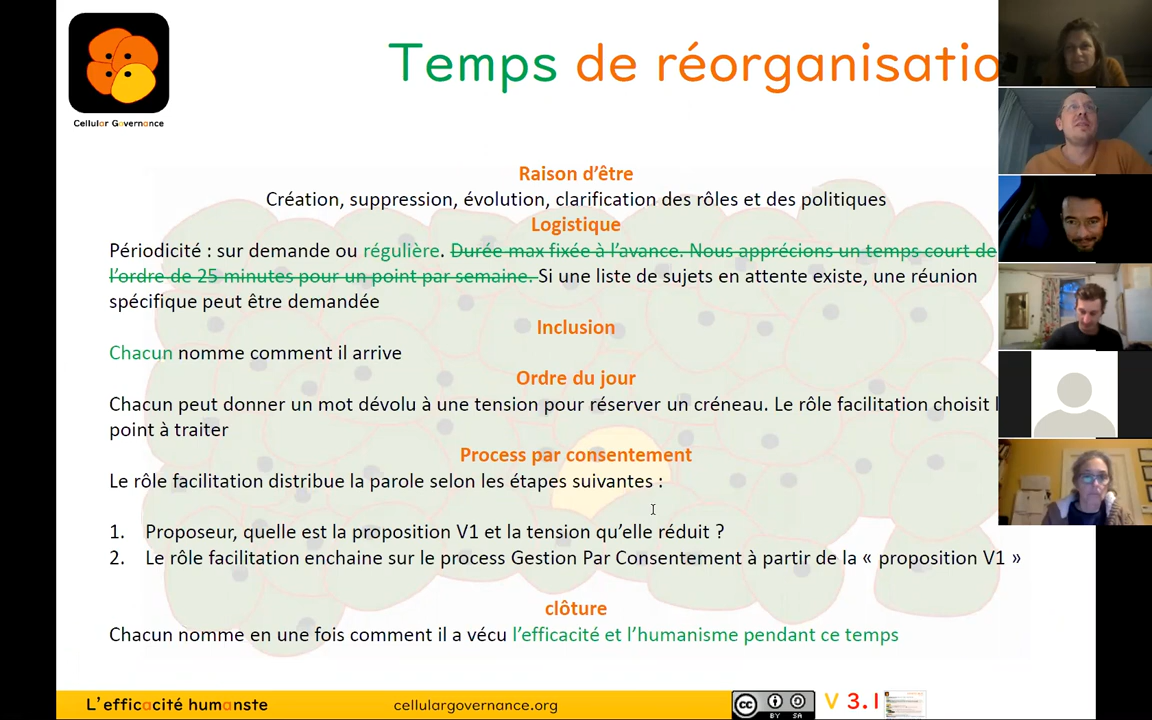 Temps de réorganisatio
Cellular Governance
Raison d’être
Création, suppression, évolution, clarification des rôles et des politiques
Logistique
Périodicité : sur demande ou régulière. Durée max fixée à l’avance. Nous apprécions un temps court de
l’ordre de 25 minutes pour un point par semaine. Si une liste de sujets en attente existe, une réunion
spécifique peut être demandée
Inclusion
Chacun nomme comment il arrive
Ordre du jour
Chacun peut donner un mot dévolu à une tension pour réserver un créneau. Le rôle facilitation choisit l
point à traiter
Process par consentement
Le rôle facilitation distribue la parole selon les étapes suivantes :
1. Proposeur, quelle est la proposition V1 et la tension qu’elle réduit ?
2. Le rôle facilitation enchaine sur le process Gestion Par Consentement à partir de la « proposition V1 »
clôture
Chacun nomme en une fois comment il a vécu l’efficacité et l’humanisme pendant ce temps
L’efficacité humanste
cellulargovernance.org
cc BY SA
V 3.1